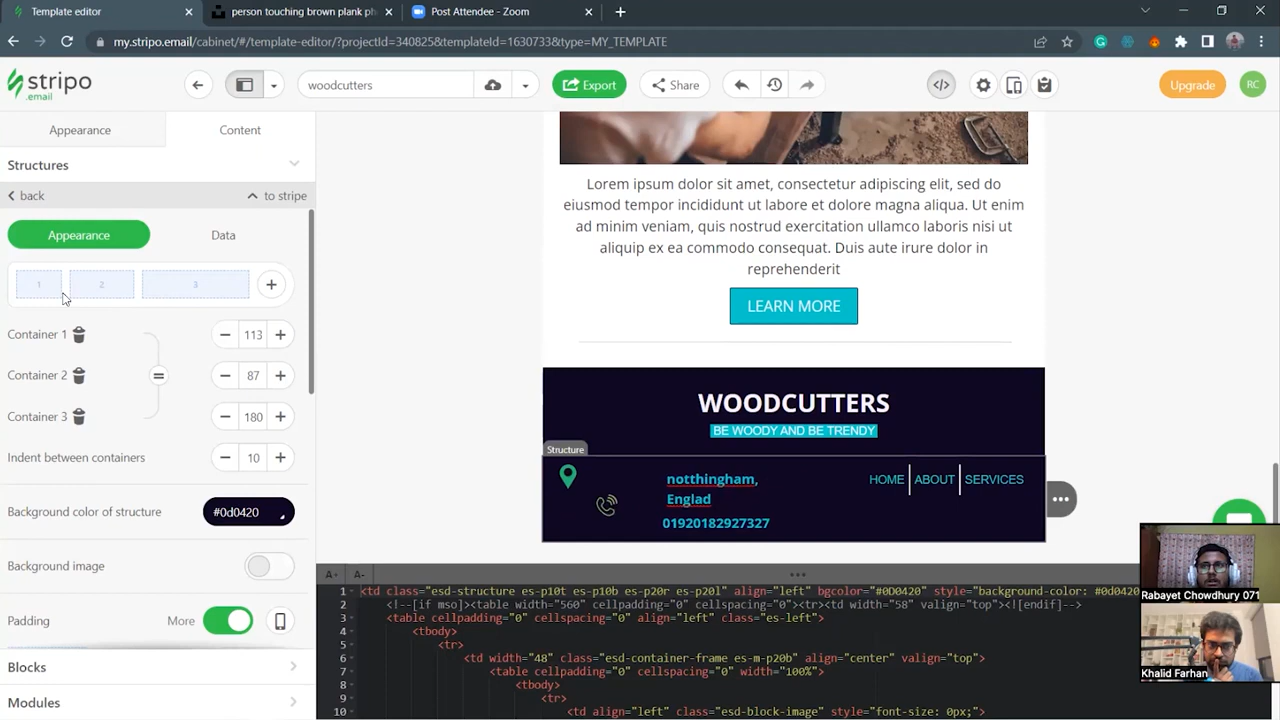 Template editor
person touching brown plank ph
Post Attendee - Zoom
my.stripo.email/cabinet/#/template-editor/?projectId=340825&templateId=1630733&type=MY_TEMPLATE
stripo
.email
woodcutters
Export
Share
Upgrade
RC
Appearance
Content
Structures
back
to stripe
Appearance
Data
1
2
3
Container 1
113
Container 2
87
Container 3
180
Indent between containers
10
Background color of structure
#0d0420
Background image
Padding
More
Blocks
Modules
Lorem ipsum dolor sit amet, consectetur adipiscing elit, sed do
eiusmod tempor incididunt ut labore et dolore magna aliqua. Ut enim
ad minim veniam, quis nostrud exercitation ullamco laboris nisi ut
aliquip ex ea commodo consequat. Duis aute irure dolor in
reprehenderit
LEARN MORE
WOODCUTTERS
BE WOODY AND BE TRENDY
Structure
notthingham,
Englad
01920182927327
HOME
ABOUT
SERVICES
A+
A-
1 <td class="esd-structure es-p10t es-p10b es-p20r es-p20l" align="left" bgcolor="#0D0420" style="background-color: #0d0420
2 <!--[if mso]><table width="560" cellpadding="0" cellspacing="0"><tr><td width="58" valign="top"><![endif]-->
3 <table cellpadding="0" cellspacing="0" align="left" class="es-left">
4 <tbody>
5 <tr>
6 <td width="48" class="esd-container-frame es-m-p20b" align="center" valign="top">
7 <table cellpadding="0" cellspacing="0" width="100%">
8 <tbody>
9 <tr>
10 <td align="left" class="esd-block-image" style="font-size: 0px;">
Rabayet Chowdhury 071
Khalid Farhan